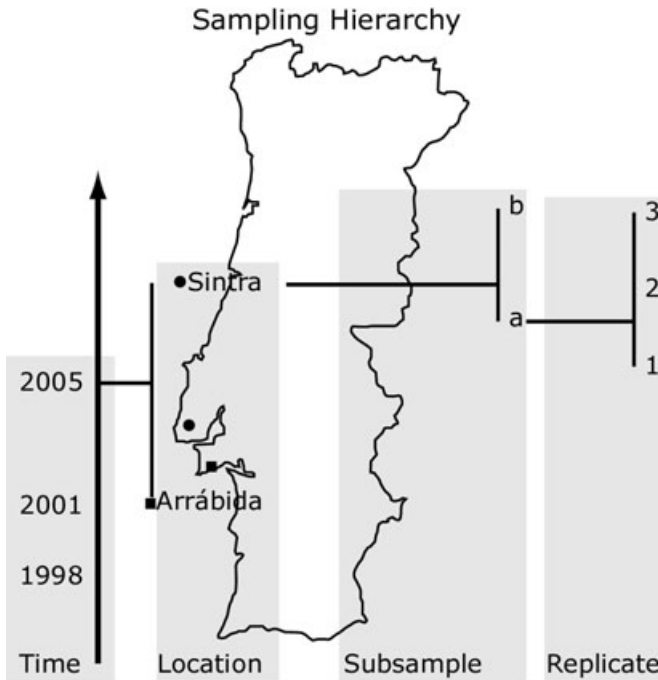 Sampling Hierarchy
b
3
Sintra
2
a
2005
1
2001
Arrábida
1998
Time
Location
Subsample
Replicate